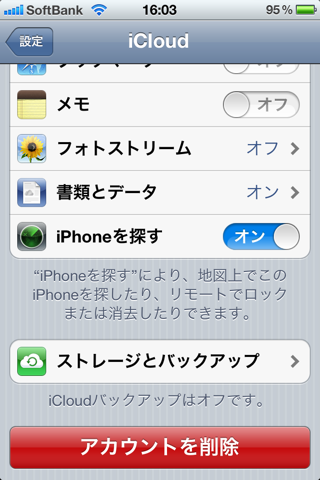 SoftBank 16:03 95%
設定 iCloud
オフ
メモ オフ
フォトストリーム オフ
書類とデータ オン
iPhoneを探す オン
“iPhoneを探す”により、地図上でこの
iPhoneを探したり、リモートでロック
または消去したりできます。
ストレージとバックアップ
iCloudバックアップはオフです。
アカウントを削除